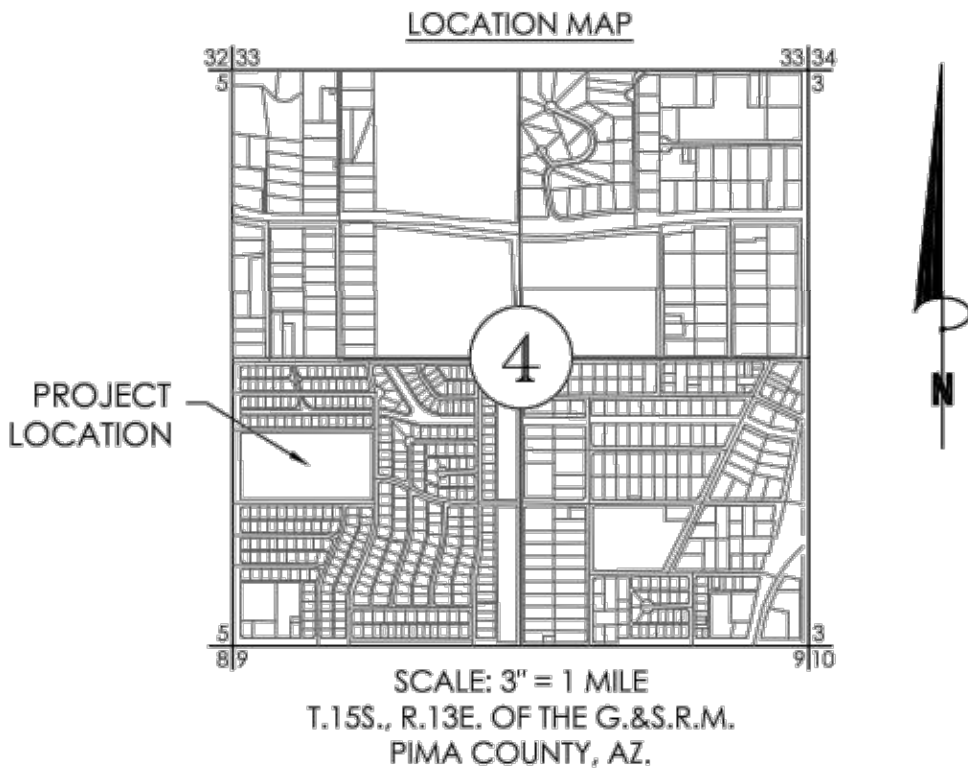 LOCATION MAP
32 33
33 34
5
3
4
PROJECT
LOCATION
N
5
3
8 9
9 10
SCALE: 3" = 1 MILE
T.15S., R.13E. OF THE G.&S.R.M.
PIMA COUNTY, AZ.